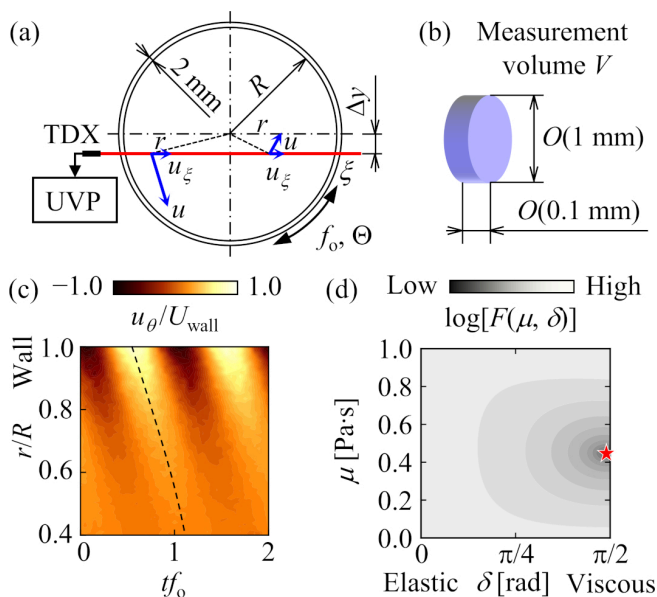 (a)
2 mm
R
Δy
TDX
r
r
u
u_ξ
u_ξ
ξ
UVP
u
f_o, Θ
(b)
Measurement
volume V
O(1 mm)
O(0.1 mm)
(c)
−1.0
1.0
u_θ/U_wall
Wall
r/R
1.0
0.8
0.6
0.4
0
1
2
tf_o
(d)
Low
High
log[F(μ, δ)]
μ [Pa·s]
1.0
0.8
0.6
0.4
0.2
0.0
0
π/4
π/2
Elastic
δ [rad]
Viscous